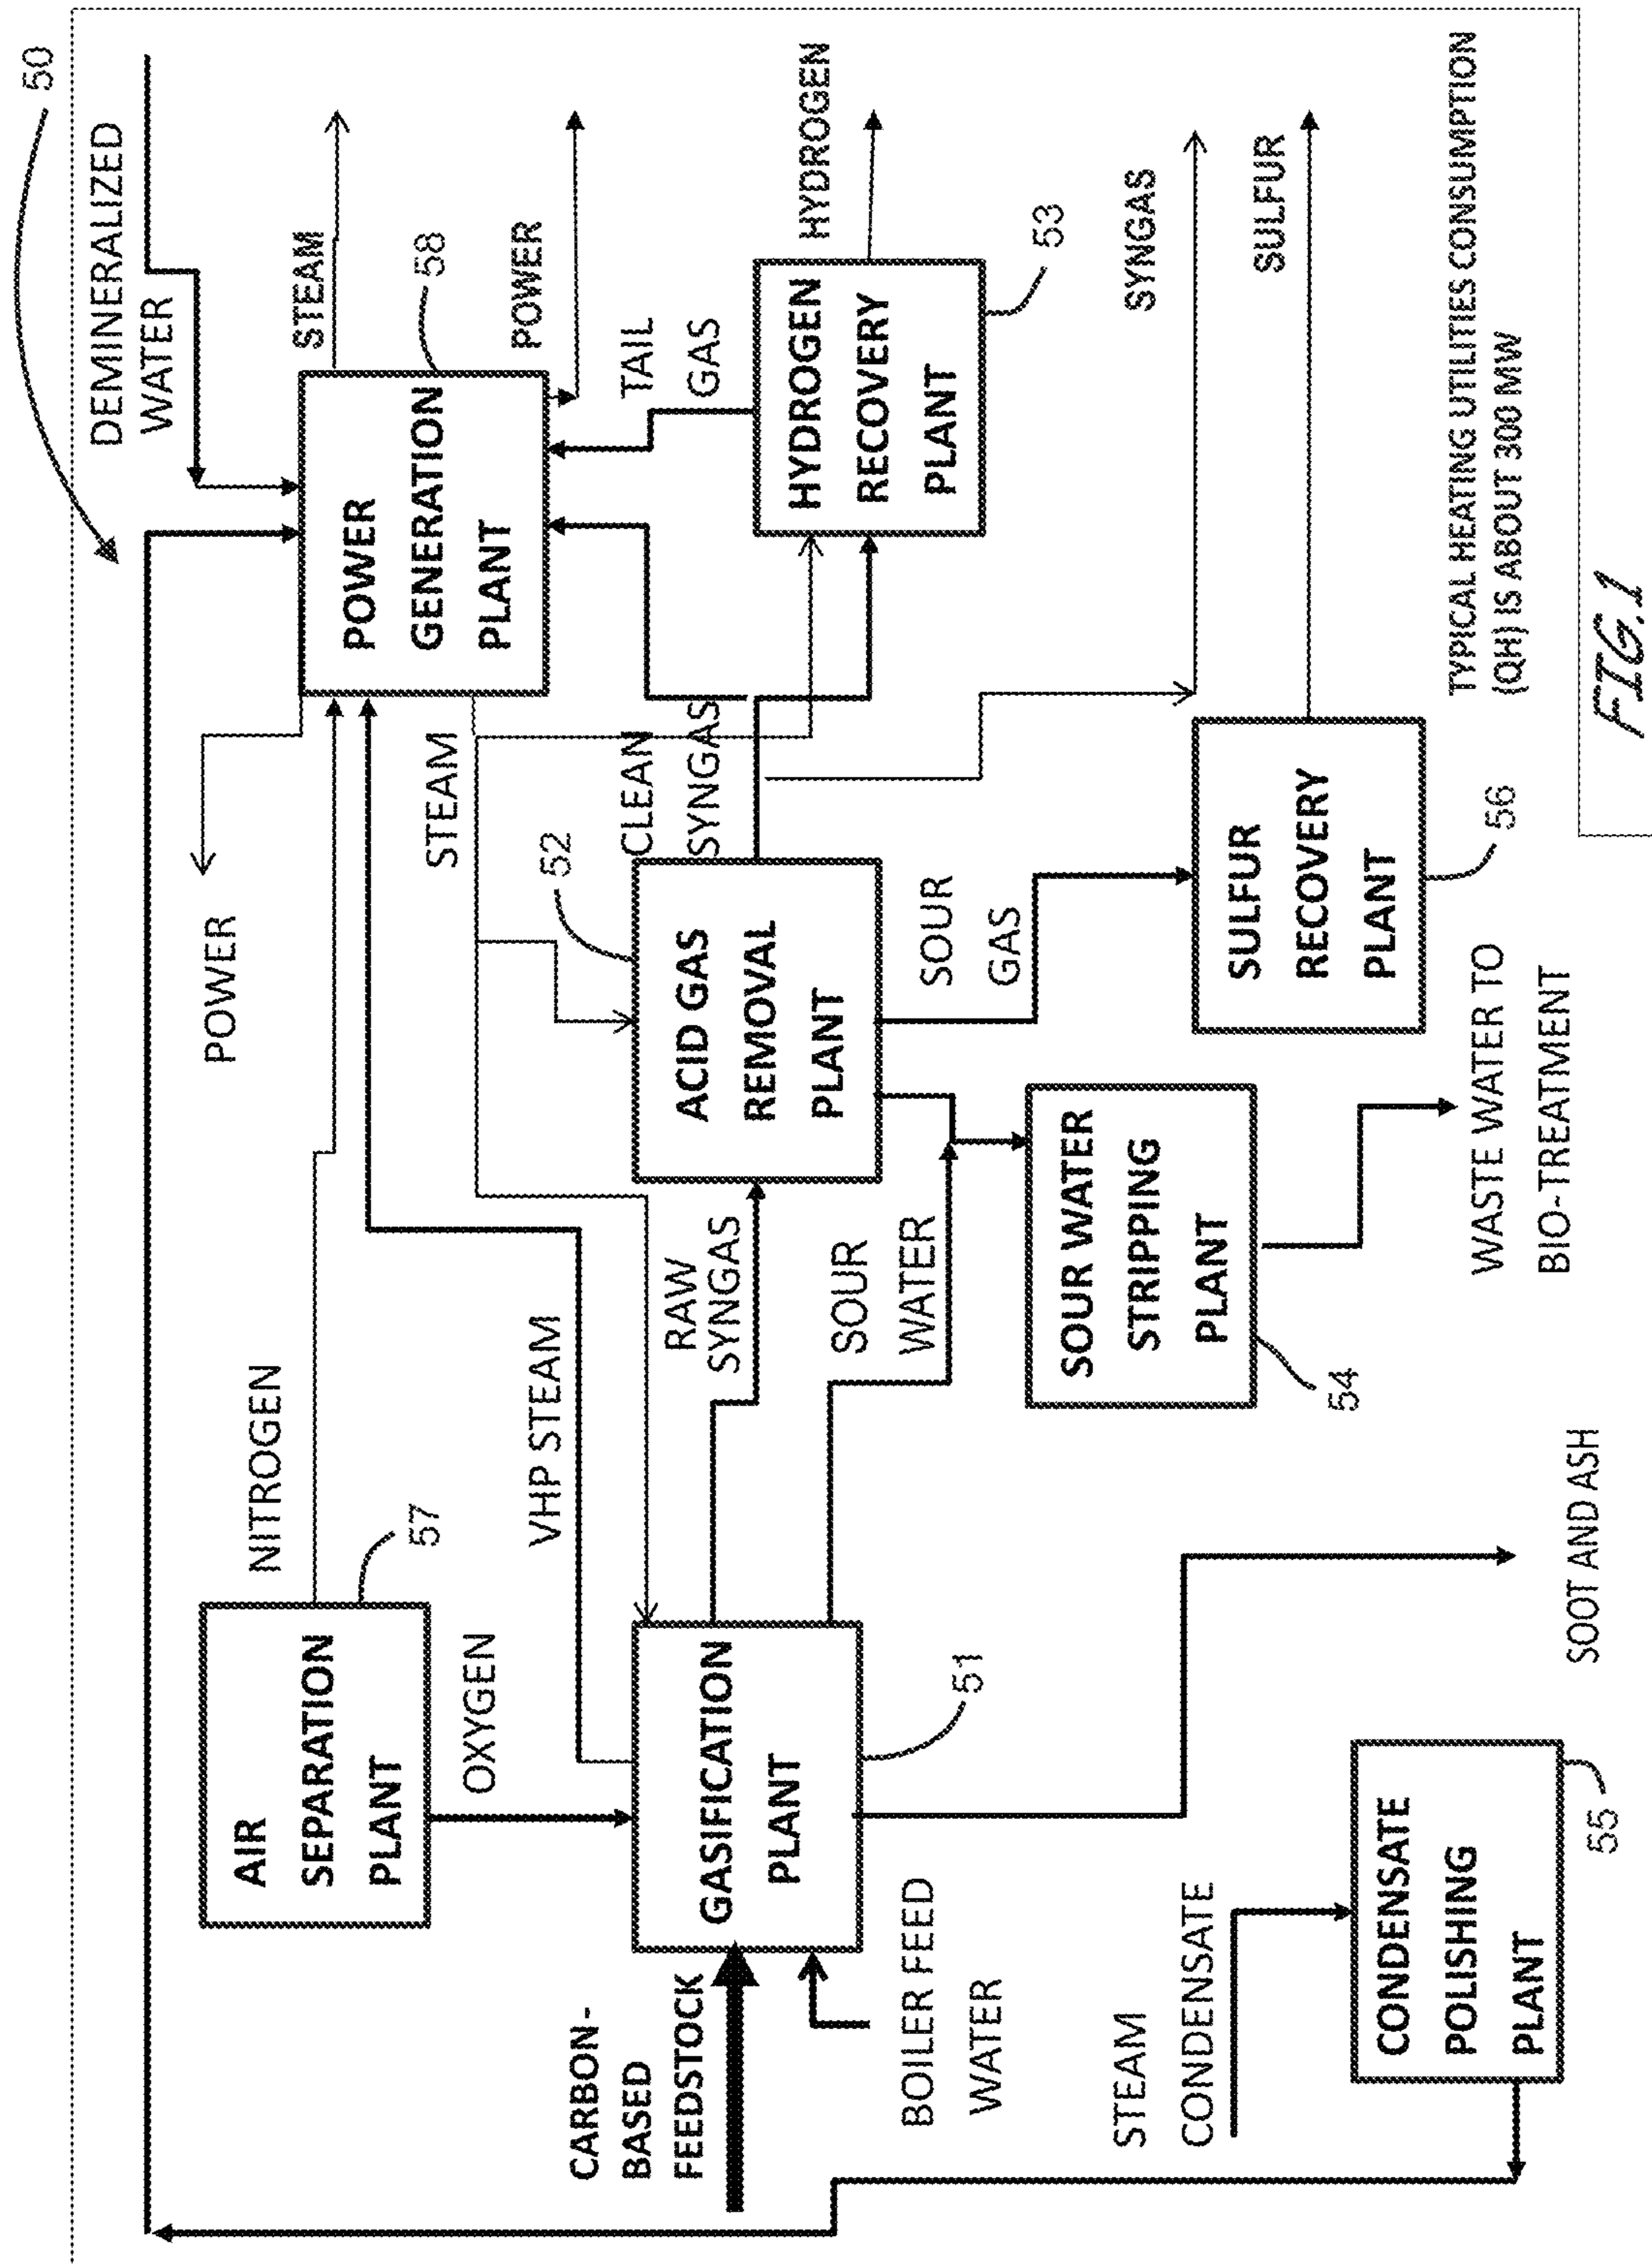 50
DEMINERALIZED
WATER
POWER
STEAM
NITROGEN
AIR
SEPARATION
PLANT
57
POWER
GENERATION
PLANT
58
POWER
STEAM
VHP STEAM
OXYGEN
TAIL
GAS
CARBON-
BASED
FEEDSTOCK
GASIFICATION
PLANT
51
RAW
SYNGAS
52
ACID GAS
REMOVAL
PLANT
CLEAN
SYNGAS
HYDROGEN
RECOVERY
PLANT
53
HYDROGEN
BOILER FEED
WATER
SOUR
WATER
SOUR
GAS
SYNGAS
STEAM
CONDENSATE
SOUR WATER
STRIPPING
PLANT
54
SULFUR
RECOVERY
PLANT
56
SULFUR
CONDENSATE
POLISHING
PLANT
55
SOOT AND ASH
WASTE WATER TO
BIO-TREATMENT
TYPICAL HEATING UTILITIES CONSUMPTION
(QH) IS ABOUT 300 MW
FIG.1